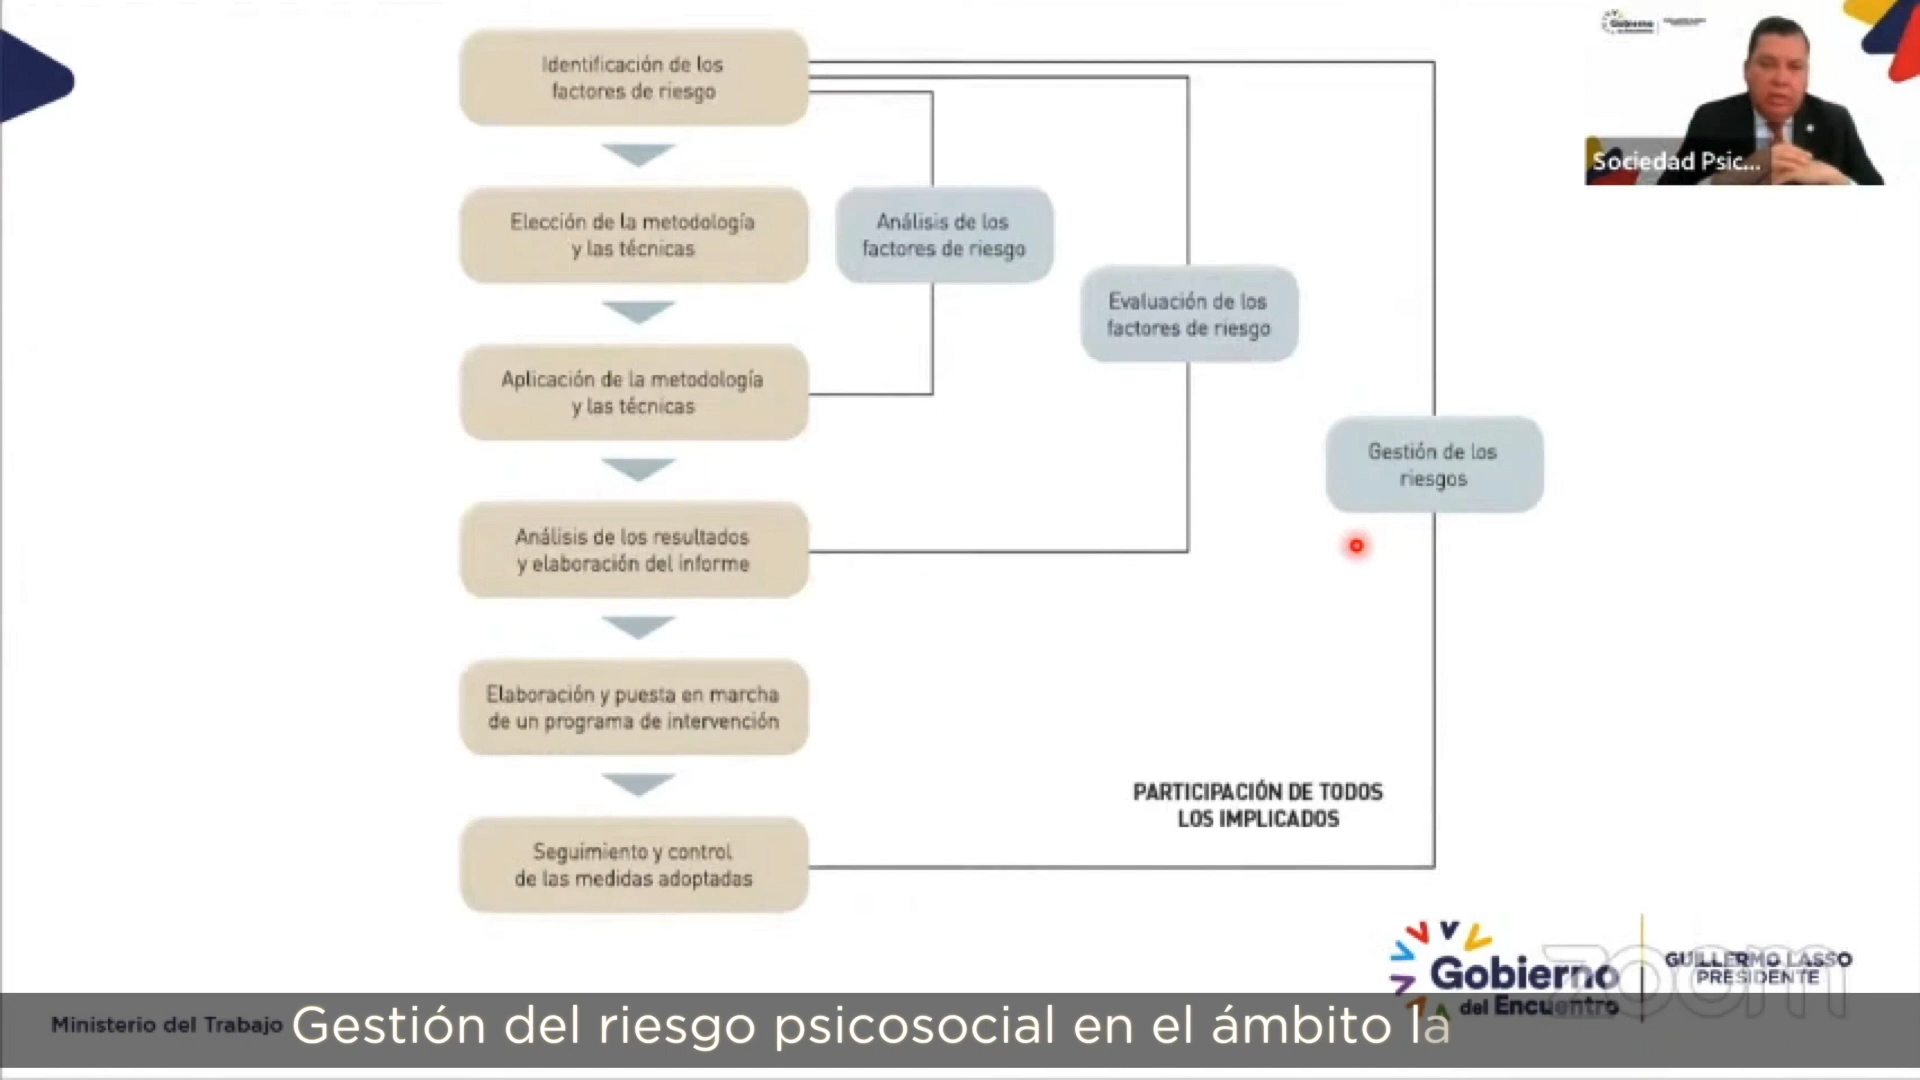 Identificación de los
factores de riesgo
Elección de la metodología
y las técnicas
Análisis de los
factores de riesgo
Evaluación de los
factores de riesgo
Aplicación de la metodología
y las técnicas
Gestión de los
riesgos
Análisis de los resultados
y elaboración del informe
Elaboración y puesta en marcha
de un programa de intervención
PARTICIPACIÓN DE TODOS
LOS IMPLICADOS
Seguimiento y control
de las medidas adoptadas
Gobierno
Sociedad Psic...
Gobierno
del Encuentro
GUILLERMO LASSO
PRESIDENTE
zoom
Ministerio del Trabajo
Gestión del riesgo psicosocial en el ámbito la